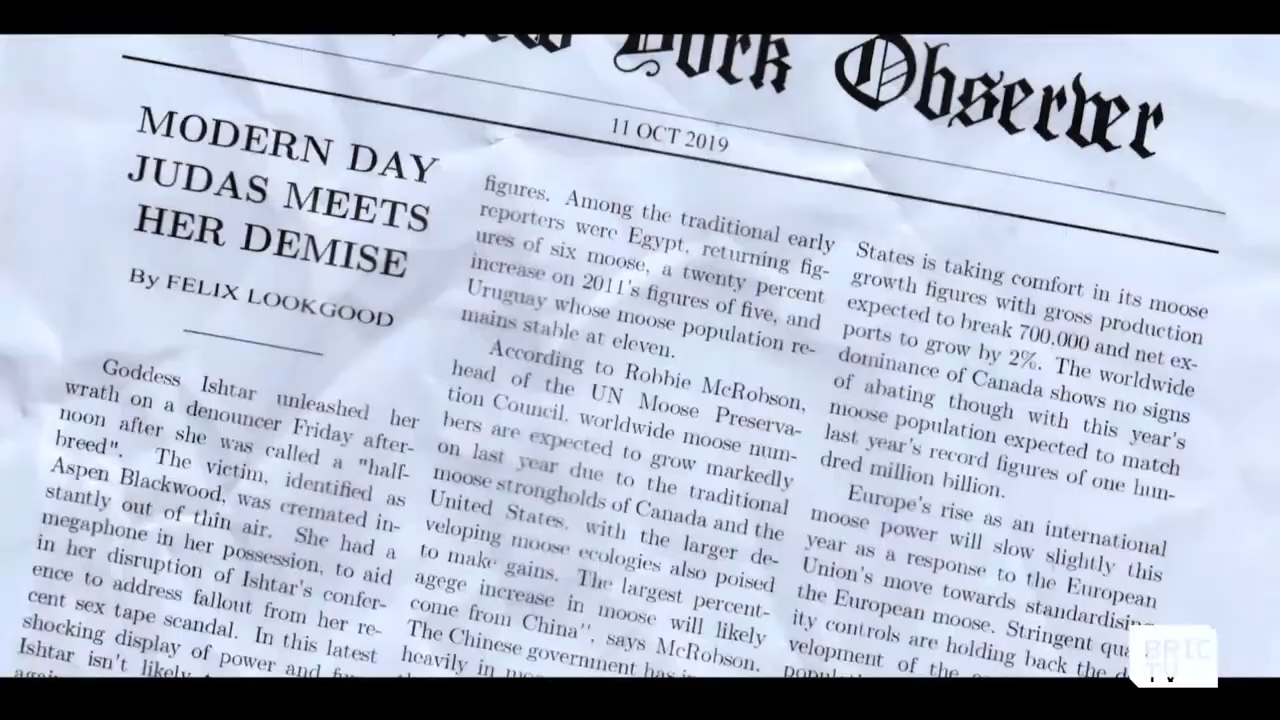 York Observer
11 OCT 2019
MODERN DAY
JUDAS MEETS
HER DEMISE
By FELIX LOOKGOOD
Goddess Ishtar unleashed her
wrath on a denouncer Friday after-
noon after she was called a "half-
breed". The victim, identified as
Aspen Blackwood, was cremated in-
stantly out of thin air. She had a
megaphone in her possession, to aid
in her disruption of Ishtar's confer-
ence to address fallout from her re-
cent sex tape scandal. In this latest
shocking display of power and
Ishtar isn't likely
figures. Among the traditional early
reporters were Egypt, returning fig-
ures of six moose, a twenty percent
increase on 2011's figures of five, and
Uruguay whose moose population re-
mains stable at eleven.
According to Robbie McRobson,
head of the UN Moose Preserva-
tion Council, worldwide moose num-
bers are expected to grow markedly
on last year due to the traditional
moose strongholds of Canada and the
United States, with the larger de-
veloping moose ecologies also poised
to make gains. The largest percent-
agege increase in moose will likely
come from China", says McRobson.
The Chinese government has
heavily in
States is taking comfort in its moose
growth figures with gross production
expected to break 700,000 and net ex-
ports to grow by 2%. The worldwide
dominance of Canada shows no signs
of abating though with this year's
moose population expected to match
last year's record figures of one hun-
dred million billion.
Europe's rise as an international
moose power will slow slightly this
year as a response to the European
Union's move towards standardising
the European moose. Stringent
ity controls are holding back the
velopment of the
BRIC
TV